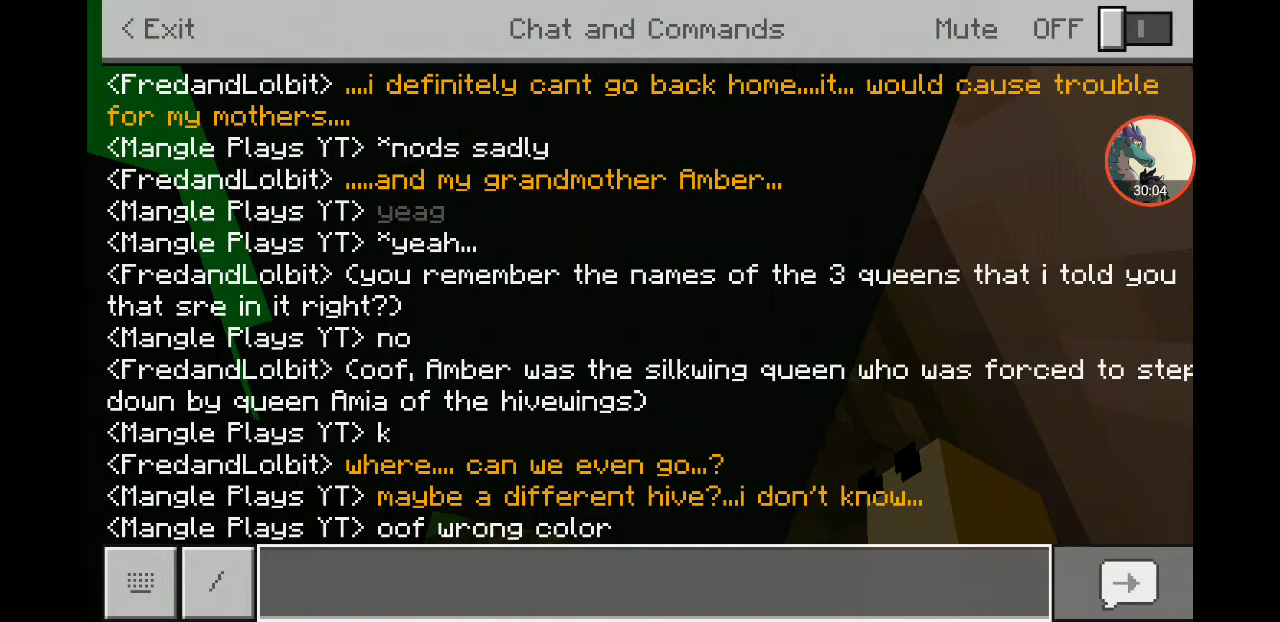 < Exit
Chat and Commands
Mute OFF
<FredandLolbit> ....i definitely cant go back home....it... would cause trouble
for my mothers....
<Mangle Plays YT> *nods sadly
<FredandLolbit> .....and my grandmother Amber...
<Mangle Plays YT> yeag
<Mangle Plays YT> *yeah...
<FredandLolbit> (you remember the names of the 3 queens that i told you
that sre in it right?)
<Mangle Plays YT> no
<FredandLolbit> (oof, Amber was the silkwing queen who was forced to step
down by queen Amia of the hivewings)
<Mangle Plays YT> k
<FredandLolbit> where.... can we even go...?
<Mangle Plays YT> maybe a different hive?...i don't know...
<Mangle Plays YT> oof wrong color
30:04
/